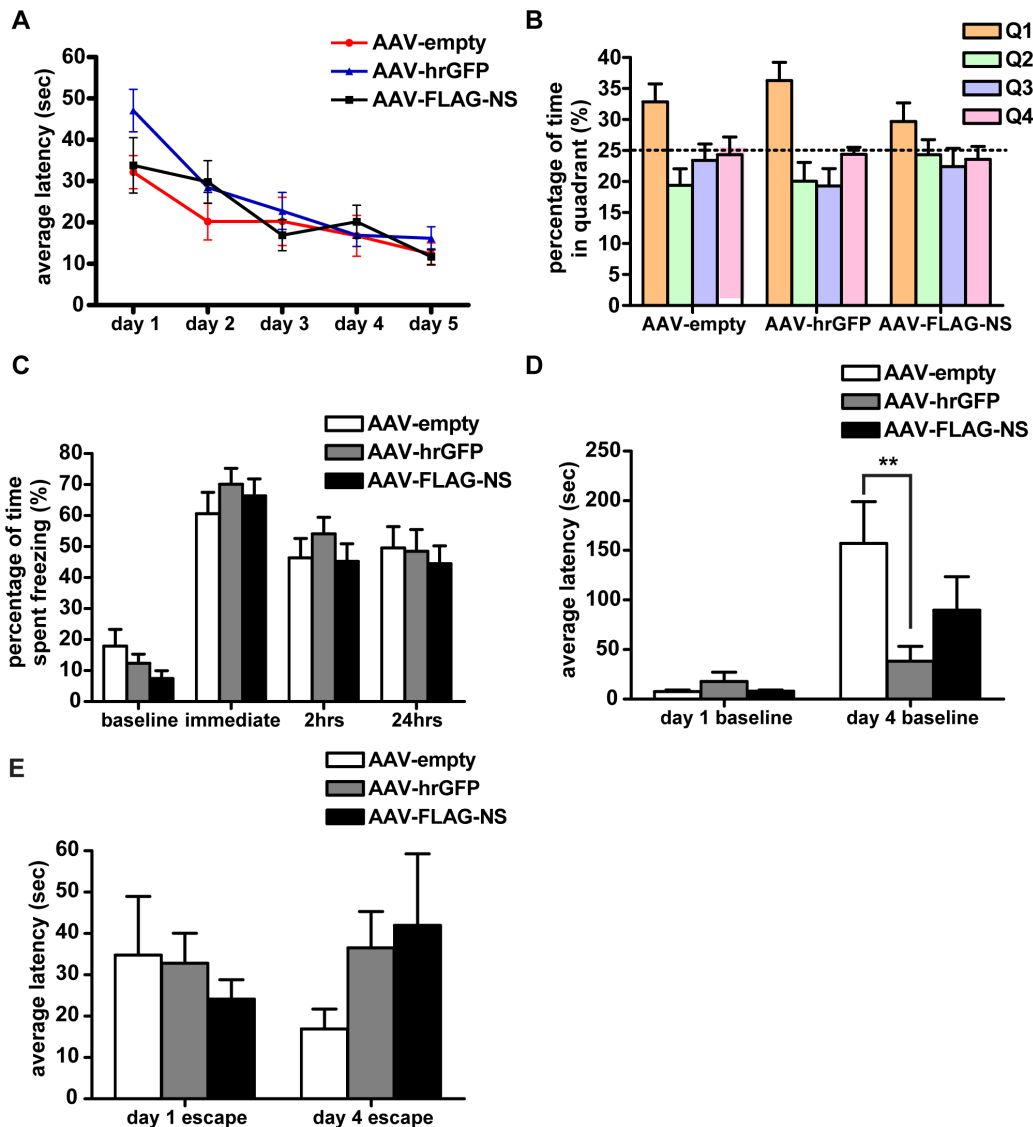 A
AAV-empty
AAV-hrGFP
AAV-FLAG-NS
average latency (sec)
60
50
40
30
20
10
0
day 1 day 2 day 3 day 4 day 5
B
Q1
Q2
Q3
Q4
percentage of time
in quadrant (%)
40
35
30
25
20
15
10
5
0
AAV-empty AAV-hrGFP AAV-FLAG-NS
C
AAV-empty
AAV-hrGFP
AAV-FLAG-NS
percentage of time
spent freezing (%)
80
70
60
50
40
30
20
10
0
baseline immediate 2hrs 24hrs
D
AAV-empty
AAV-hrGFP
AAV-FLAG-NS
average latency (sec)
250
200
150
100
50
0
**
day 1 baseline day 4 baseline
E
AAV-empty
AAV-hrGFP
AAV-FLAG-NS
average latency (sec)
60
50
40
30
20
10
0
day 1 escape day 4 escape